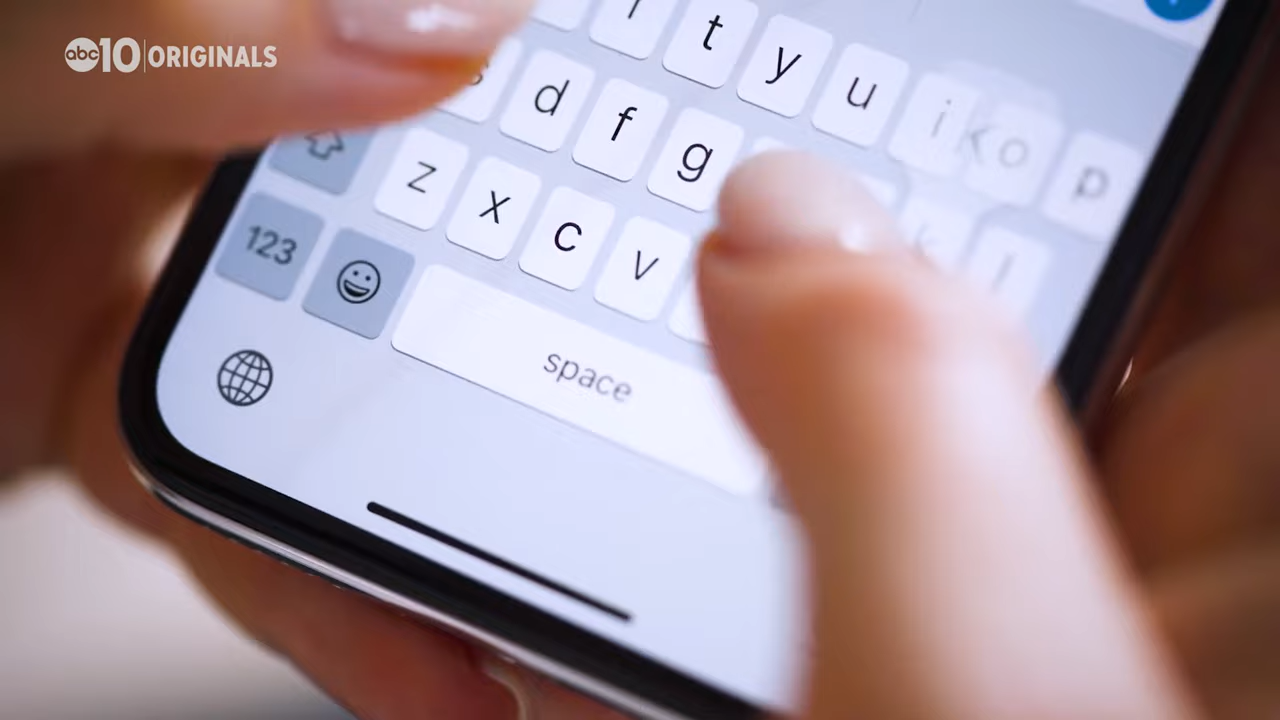 abc10 ORIGINALS
t y u i o p
d f g l
z x c v
123
space